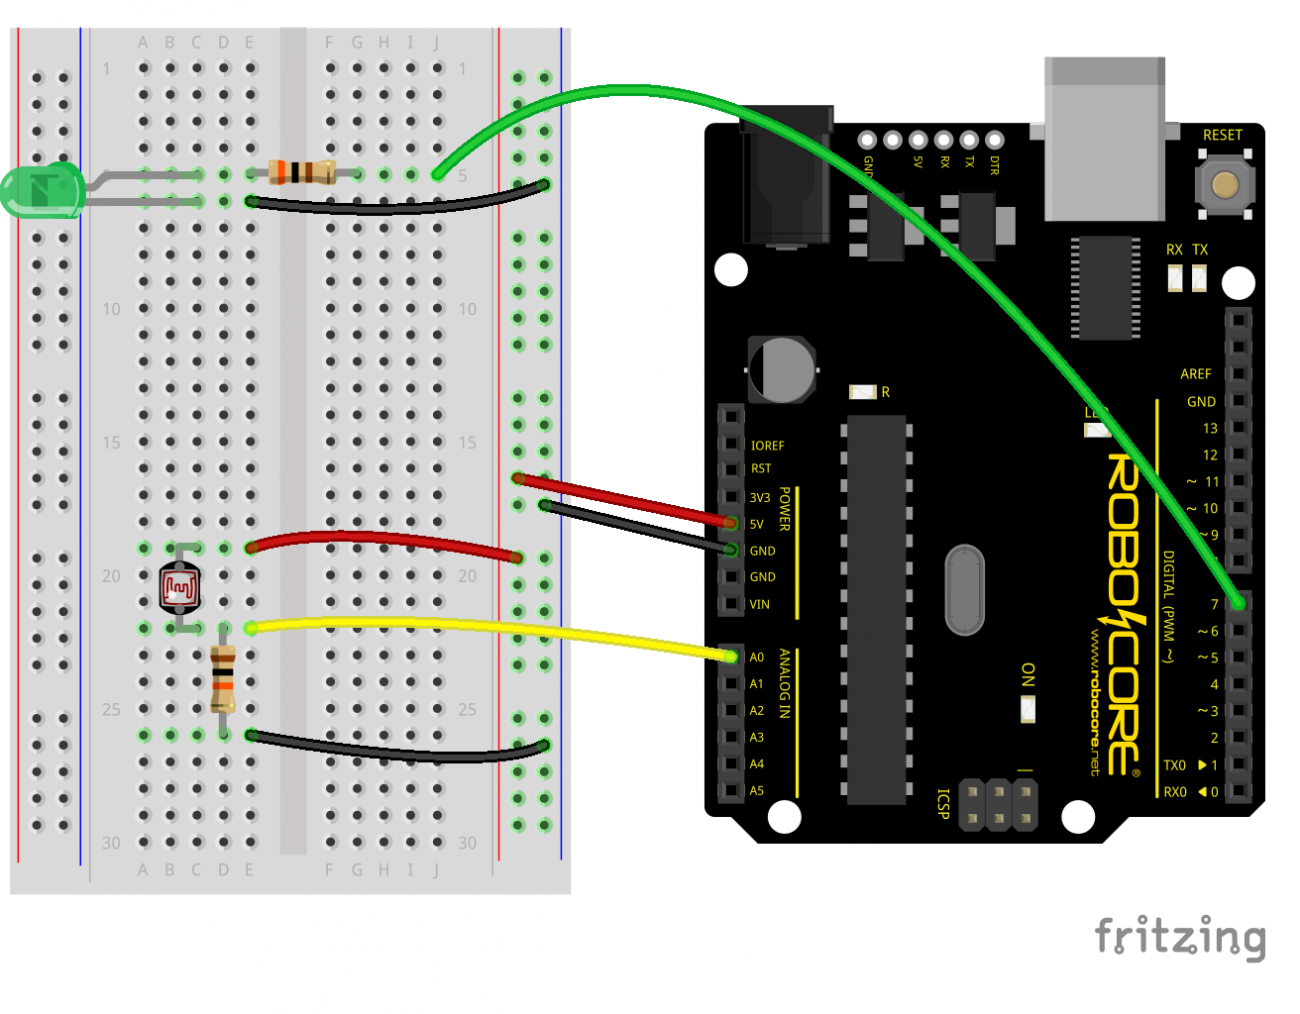 A B C D E F G H I J
1 1
5
10 10
15 15
20 20
25 25
30 30
A B C D E F G H I J
GND 5V RX TX DTR
RESET
RX TX
R
IOREF
RST
3V3
5V
GND
GND
VIN
POWER
A0
A1
A2
A3
A4
A5
ANALOG IN
AREF
GND
13
12
~ 11
~ 10
~ 9
7
~ 6
~ 5
4
~ 3
2
TX0 ▶ 1
RX0 ◀ 0
DIGITAL (PWM ~)
ROBOCORE®
www.robocore.net
ON
ICSP
1
fritzing